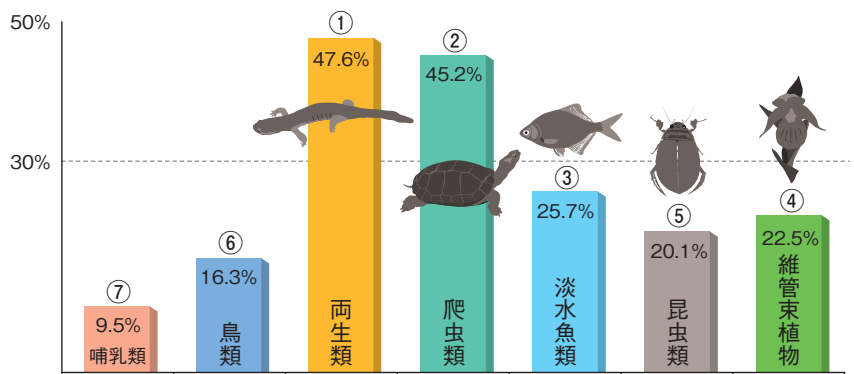 50%
30%
①
47.6%
両生類
②
45.2%
爬虫類
③
25.7%
淡水魚類
④
22.5%
維管束植物
⑤
20.1%
昆虫類
⑥
16.3%
鳥類
⑦
9.5%
哺乳類